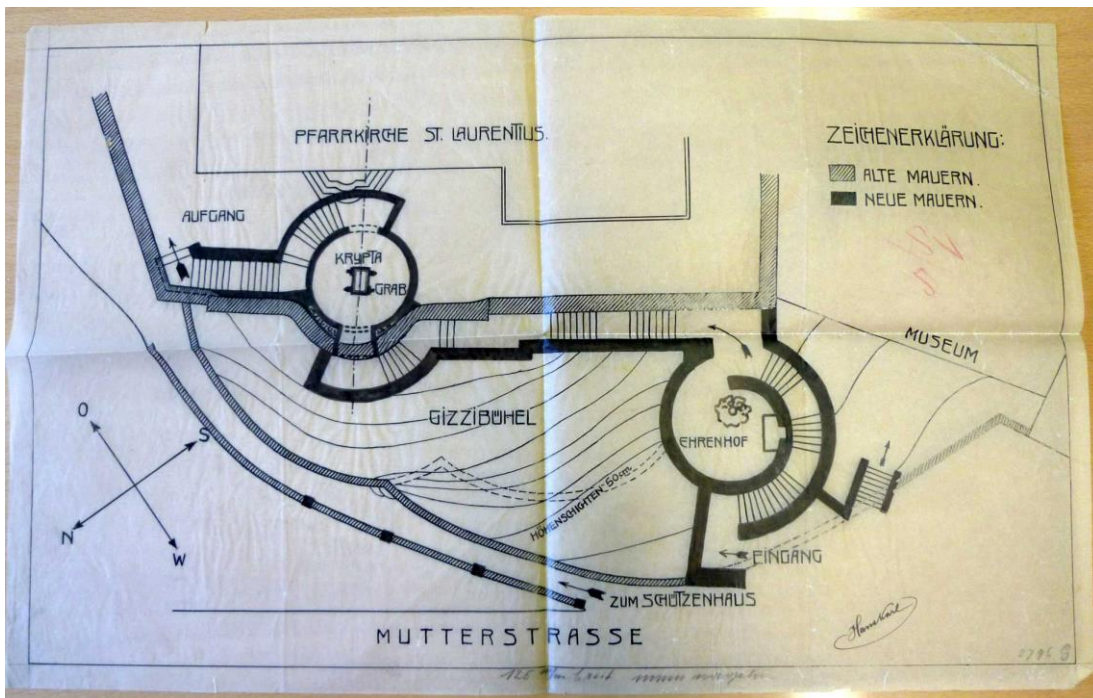 PFARRKIRCHE ST. LAURENTIUS.
ZEICHENERKLÄRUNG:
ALTE MAUERN.
NEUE MAUERN.
AUFGANG
KRYPTA
GRAB
MUSEUM
GIZZIBÜHEL
EHRENHOF
O
S
N
W
HÖHENSCHICHTEN 50cm.
EINGANG
ZUM SCHÜTZENHAUS
MUTTERSTRASSE